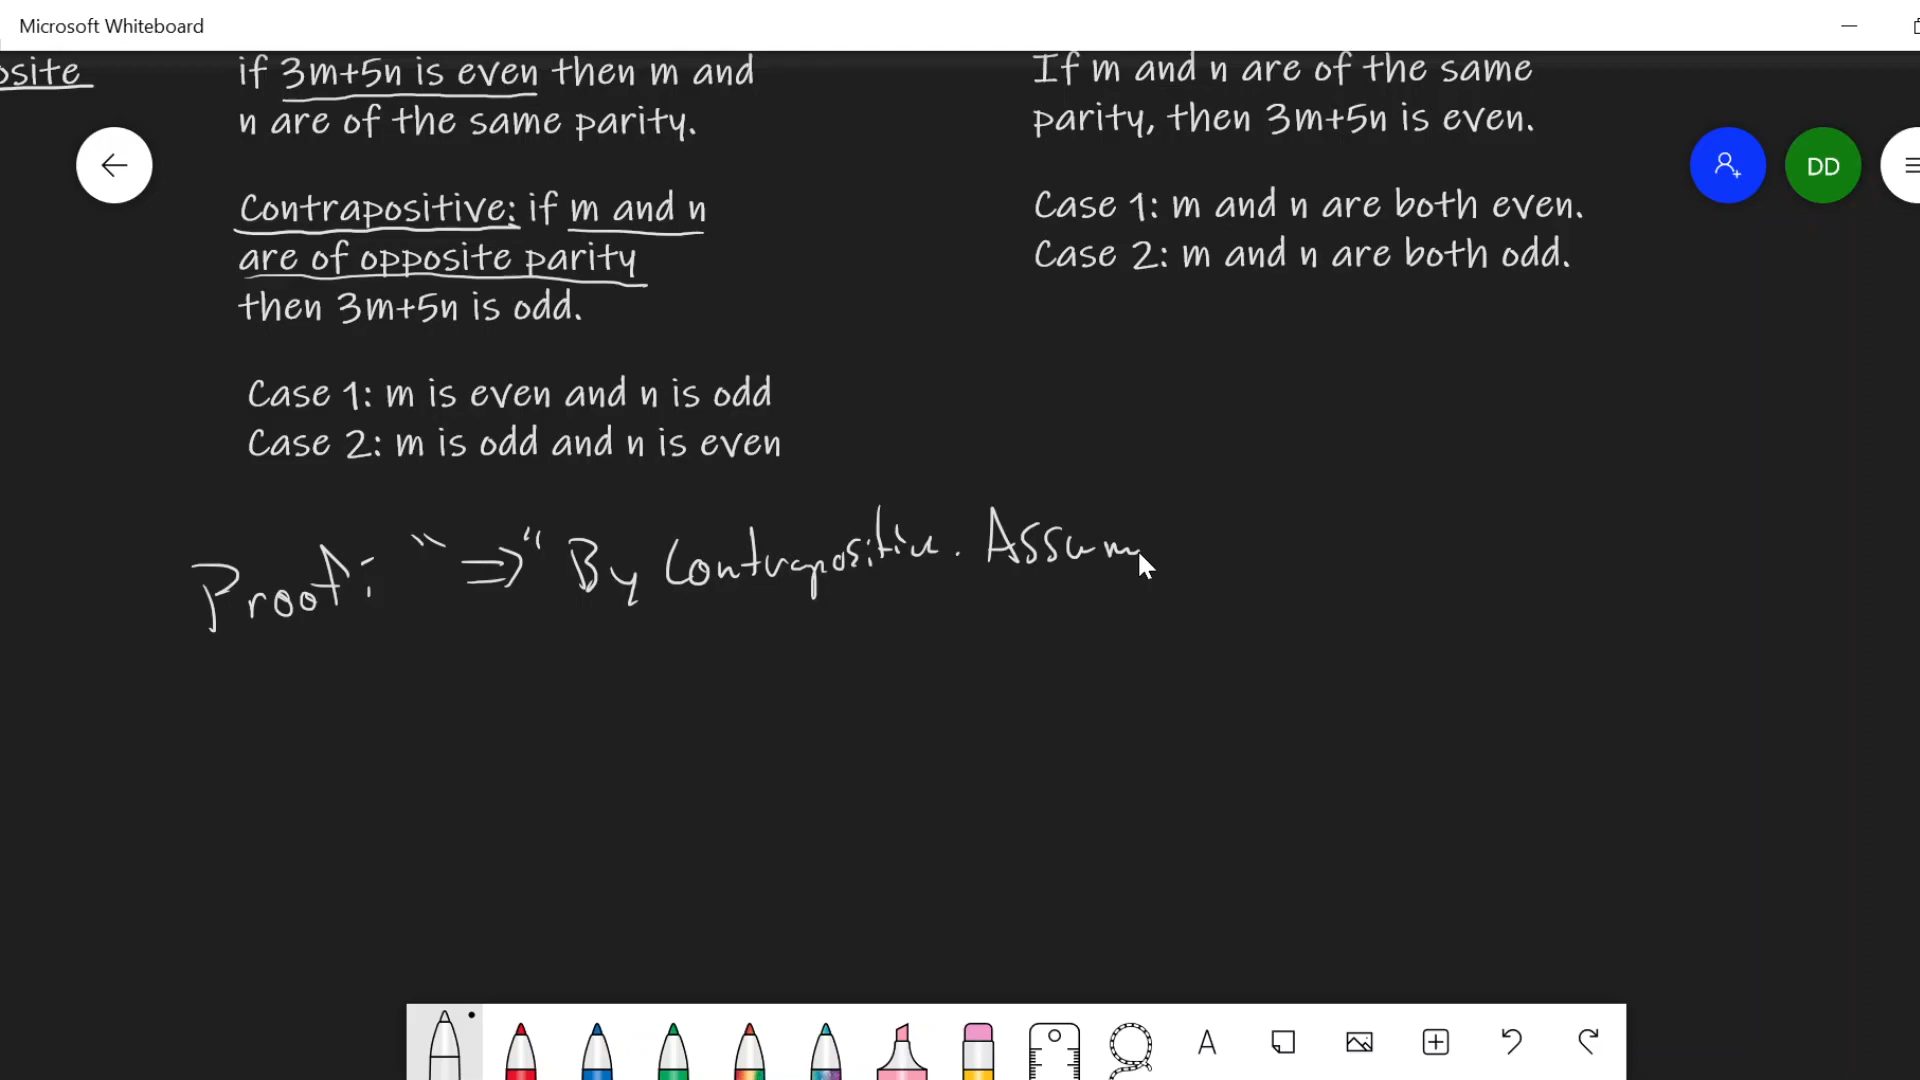 Microsoft Whiteboard
osite
if 3m+5n is even then m and
n are of the same parity.
Contrapositive: if m and n
are of opposite parity
then 3m+5n is odd.
Case 1: m is even and n is odd
Case 2: m is odd and n is even
If m and n are of the same
parity, then 3m+5n is even.
Case 1: m and n are both even.
Case 2: m and n are both odd.
DD
Proof: "⇒" By Contrapositive. Assum